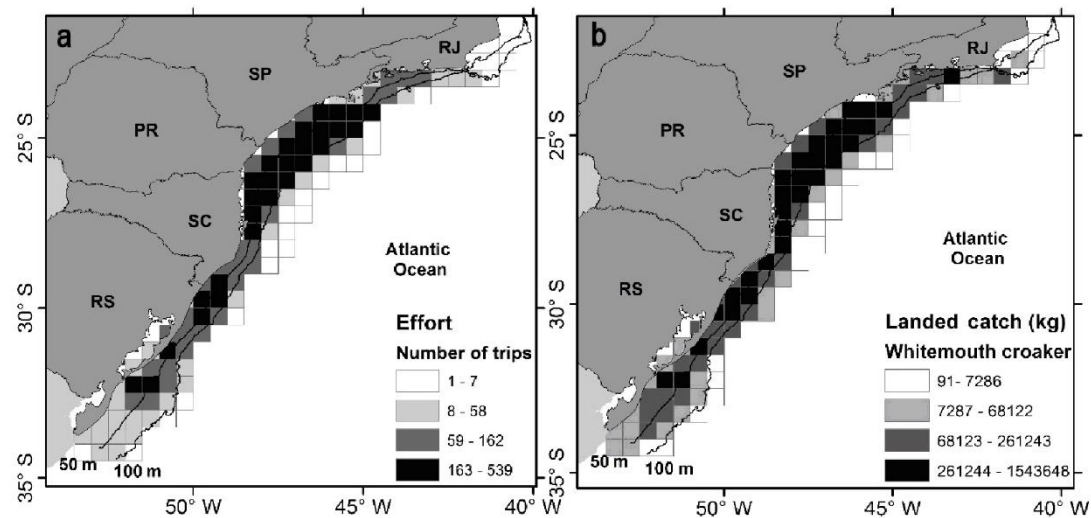 a
RJ
SP
PR
SC
RS
Atlantic
Ocean
Effort
Number of trips
1 - 7
8 - 58
59 - 162
163 - 539
50 m
100 m
25° S
30° S
35° S
50° W
45° W
40° W
b
RJ
SP
PR
SC
RS
Atlantic
Ocean
Landed catch (kg)
Whitemouth croaker
91 - 7286
7287 - 68122
68123 - 261243
261244 - 1543648
50 m
100 m
25° S
30° S
35° S
50° W
45° W
40° W